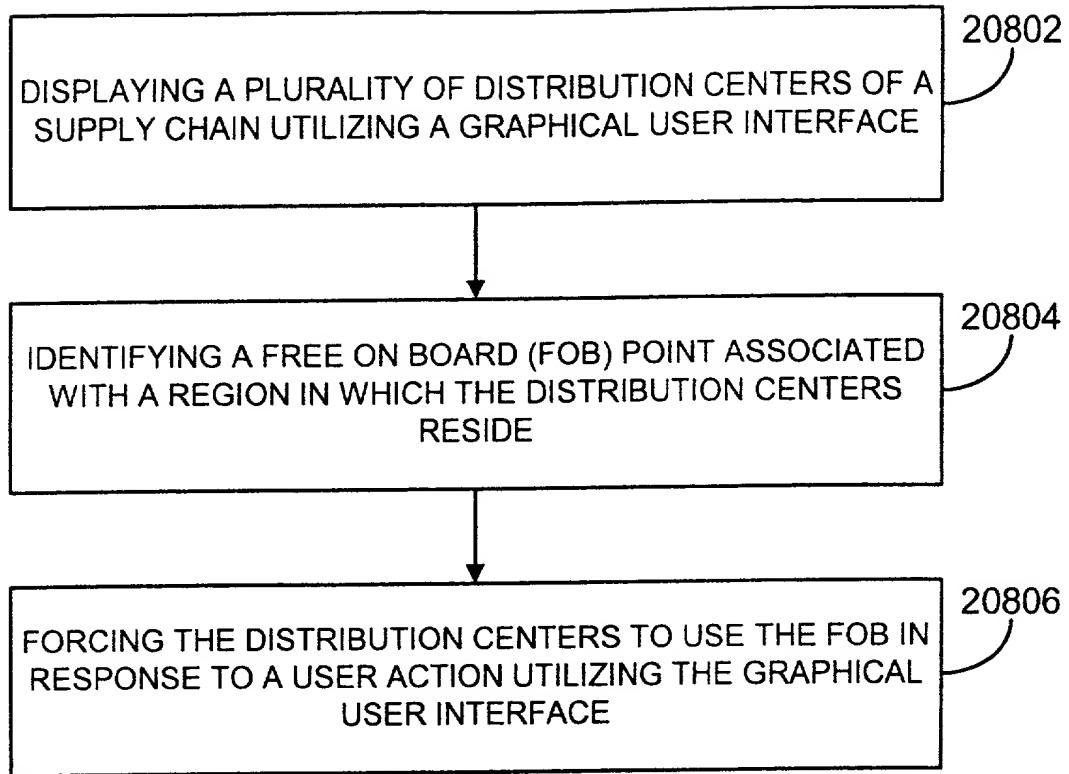 20802
DISPLAYING A PLURALITY OF DISTRIBUTION CENTERS OF A
SUPPLY CHAIN UTILIZING A GRAPHICAL USER INTERFACE
20804
IDENTIFYING A FREE ON BOARD (FOB) POINT ASSOCIATED
WITH A REGION IN WHICH THE DISTRIBUTION CENTERS
RESIDE
20806
FORCING THE DISTRIBUTION CENTERS TO USE THE FOB IN
RESPONSE TO A USER ACTION UTILIZING THE GRAPHICAL
USER INTERFACE